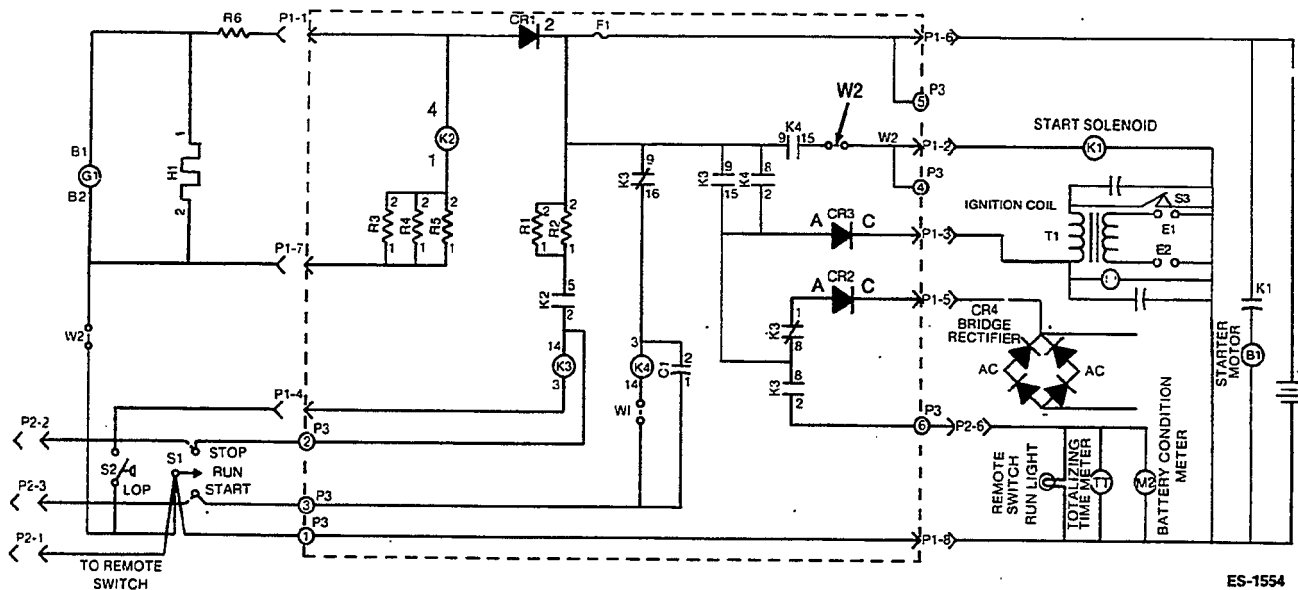 R6
P1-1
CR1
2
F1
P1-6
P3
5
W2
4
K2
1
B1
G1
B2
1
H1
2
K4
9
15
W2
P1-2
START SOLENOID
K1
P3
4
9
K3
16
9
K3
15
8
K4
2
IGNITION COIL
S3
T1
E1
E2
2
R3
1
2
R4
1
2
R5
1
R1
2
R2
1
A
CR3
C
P1-3
P1-7
A
CR2
C
P1-5
CR4
BRIDGE
RECTIFIER
AC
AC
K1
STARTER
MOTOR
B1
5
K2
2
1
K3
8
W2
14
K3
3
3
K4
14
2
C1
1
8
K3
2
W1
P1-4
P3
6
P2-6
P2-2
P3
2
STOP
S1
RUN
S2
LOP
START
P2-3
P3
3
P3
1
P2-1
TO REMOTE
SWITCH
REMOTE
SWITCH
RUN LIGHT
TOTALIZING
TIME METER
TT
M2
BATTERY CONDITION
METER
P1-8
ES-1554